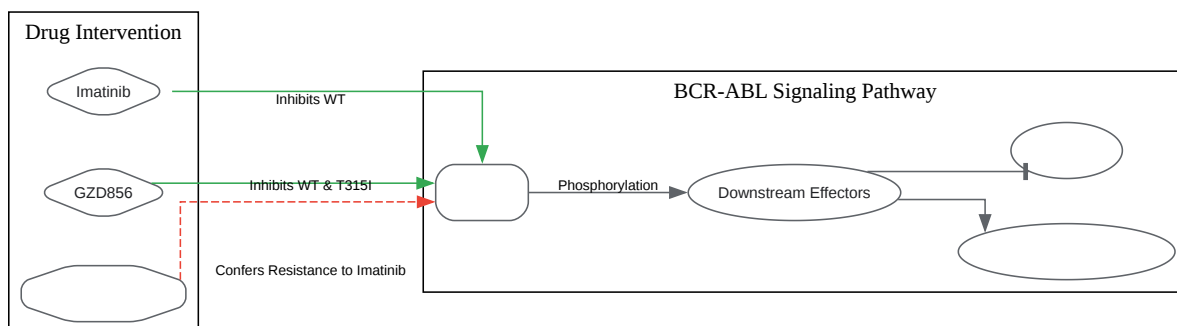 Drug Intervention
Imatinib
Inhibits WT
BCR-ABL Signaling Pathway
GZD856
Inhibits WT & T315I
Phosphorylation
Downstream Effectors
Confers Resistance to Imatinib